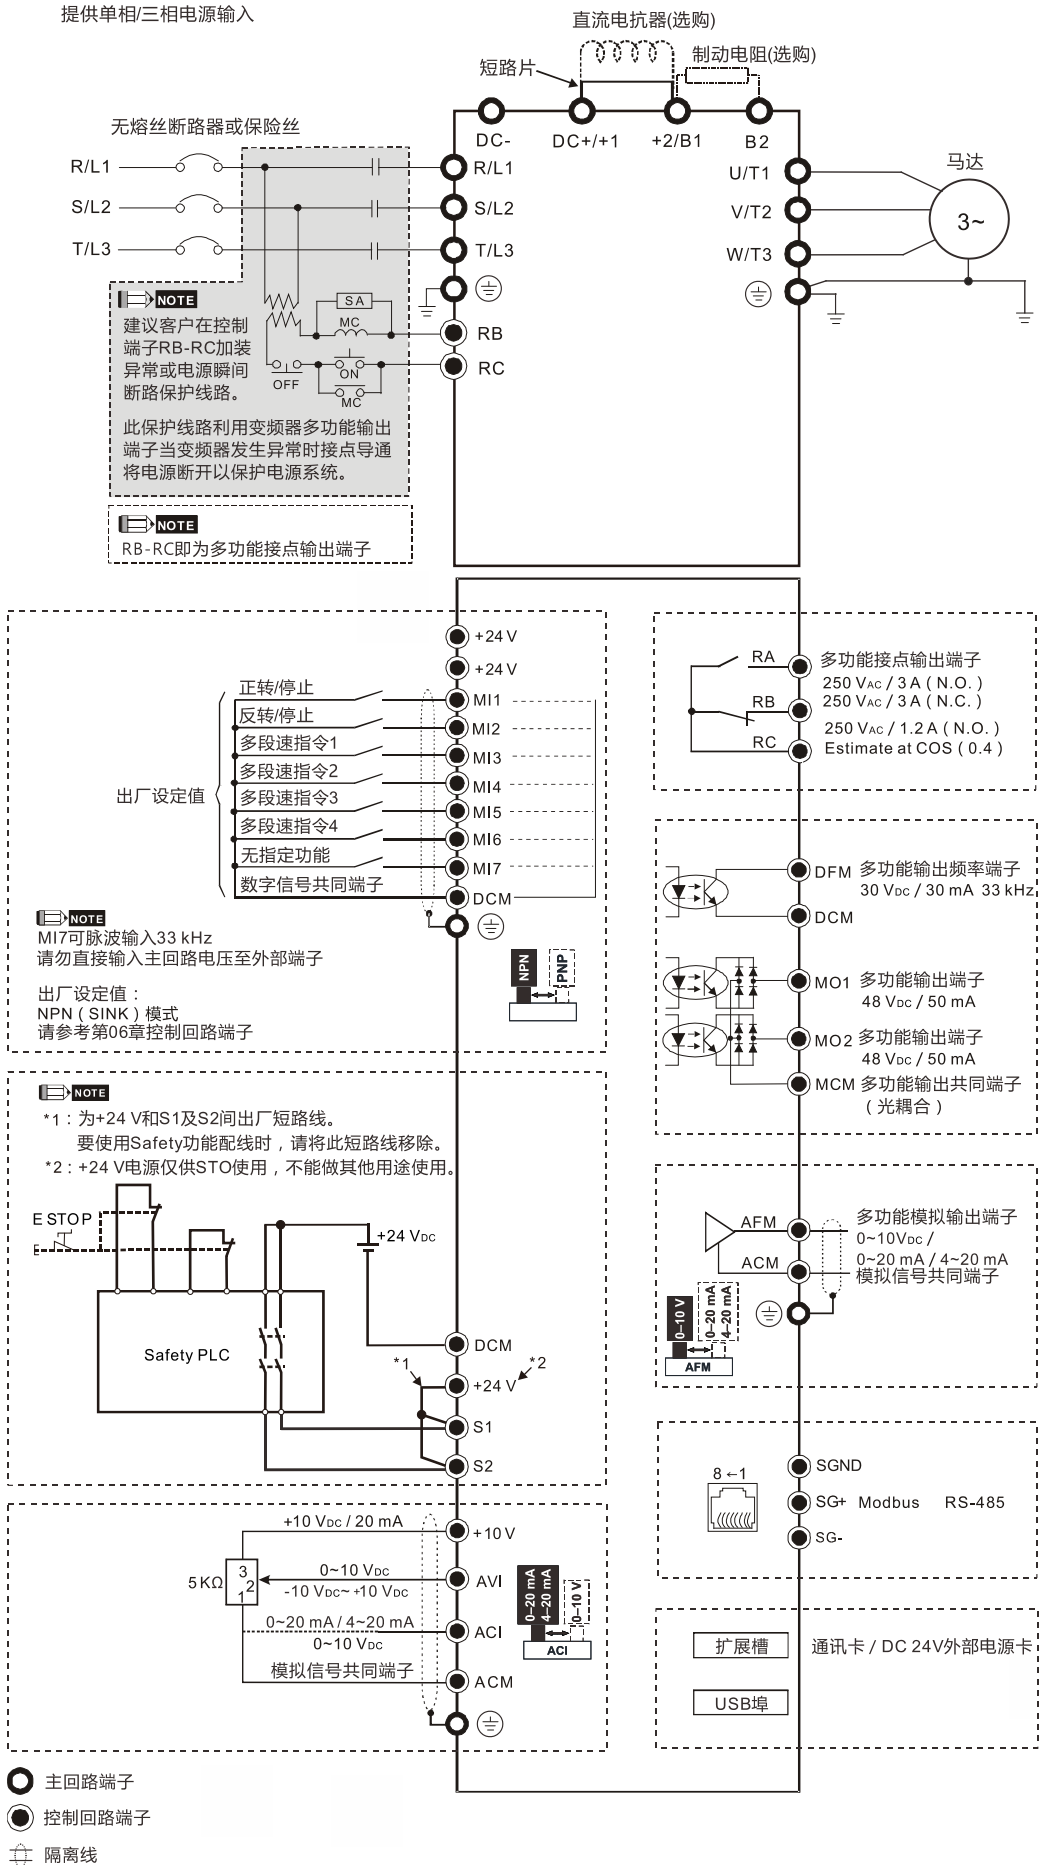 提供单相/三相电源输入
直流电抗器(选购)
制动电阻(选购)
短路片
无熔丝断路器或保险丝
DC-
DC+/+1
+2/B1
B2
R/L1
R/L1
U/T1
马达
S/L2
S/L2
V/T2
3~
T/L3
T/L3
W/T3
NOTE
建议客户在控制
端子RB-RC加装
异常或电源瞬间
断路保护线路。
此保护线路利用变频器多功能输出
端子当变频器发生异常时接点导通
将电源断开以保护电源系统。
SA
MC
RB
OFF
ON
MC
RC
NOTE
RB-RC即为多功能接点输出端子
+24V
+24V
出厂设定值
正转/停止
MI1
反转/停止
MI2
多段速指令1
MI3
多段速指令2
MI4
多段速指令3
MI5
多段速指令4
MI6
无指定功能
MI7
数字信号共同端子
DCM
NOTE
MI7可脉波输入33 kHz
请勿直接输入主回路电压至外部端子
出厂设定值：
NPN（SINK）模式
请参考第06章控制回路端子
NPN
PNP
RA
多功能接点输出端子
250 VAC / 3 A ( N.O. )
RB
250 VAC / 3 A ( N.C. )
250 VAC / 1.2 A ( N.O. )
RC
Estimate at COS ( 0.4 )
DFM
多功能输出频率端子
30 VDC / 30 mA 33 kHz
DCM
MO1
多功能输出端子
48 VDC / 50 mA
MO2
多功能输出端子
48 VDC / 50 mA
MCM
多功能输出共同端子
（光耦合）
NOTE
*1：为+24 V和S1及S2间出厂短路线。
要使用Safety功能配线时，请将此短路线移除。
*2：+24 V电源仅供STO使用，不能做其他用途使用。
E STOP
+24 VDC
Safety PLC
DCM
*1
*2
+24 V
S1
S2
AFM
多功能模拟输出端子
0~10VDC /
0~20 mA / 4~20 mA
ACM
模拟信号共同端子
0–10 V
0–20 mA
4–20 mA
AFM
8←1
SGND
SG+
Modbus
RS-485
SG-
+10 VDC / 20 mA
+10V
5KΩ
3
2
1
0~10 VDC
-10 VDC~ +10 VDC
AVI
0~20 mA / 4~20 mA
0~10 VDC
ACI
模拟信号共同端子
ACM
0–20 mA
4–20 mA
0–10 V
ACI
扩展槽
通讯卡 / DC 24V外部电源卡
USB埠
主回路端子
控制回路端子
隔离线